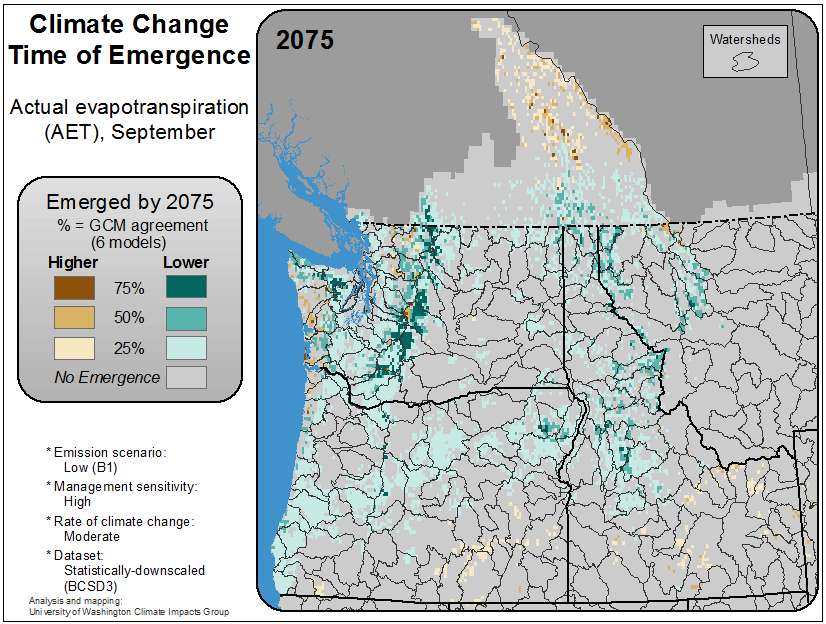 Climate Change
Time of Emergence
Actual evapotranspiration
(AET), September
Emerged by 2075
% = GCM agreement
(6 models)
Higher Lower
75%
50%
25%
No Emergence
* Emission scenario:
Low (B1)
* Management sensitivity:
High
* Rate of climate change:
Moderate
* Dataset:
Statistically-downscaled
(BCSD3)
Analysis and mapping:
University of Washington Climate Impacts Group
2075
Watersheds